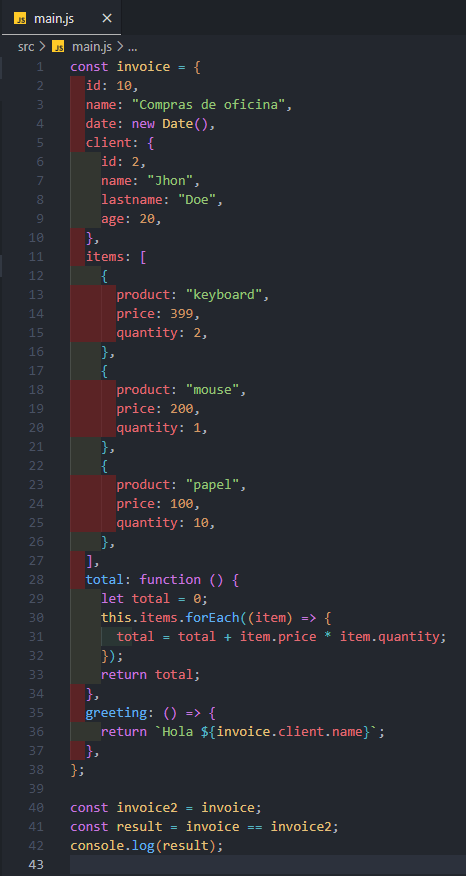 JS main.js ×
src > JS main.js > ...
1 const invoice = {
2   id: 10,
3   name: "Compras de oficina",
4   date: new Date(),
5   client: {
6     id: 2,
7     name: "Jhon",
8     lastname: "Doe",
9     age: 20,
10   },
11   items: [
12     {
13       product: "keyboard",
14       price: 399,
15       quantity: 2,
16     },
17     {
18       product: "mouse",
19       price: 200,
20       quantity: 1,
21     },
22     {
23       product: "papel",
24       price: 100,
25       quantity: 10,
26     },
27   ],
28   total: function () {
29     let total = 0;
30     this.items.forEach((item) => {
31       total = total + item.price * item.quantity;
32     });
33     return total;
34   },
35   greeting: () => {
36     return `Hola ${invoice.client.name}`;
37   },
38 };
39
40 const invoice2 = invoice;
41 const result = invoice == invoice2;
42 console.log(result);
43